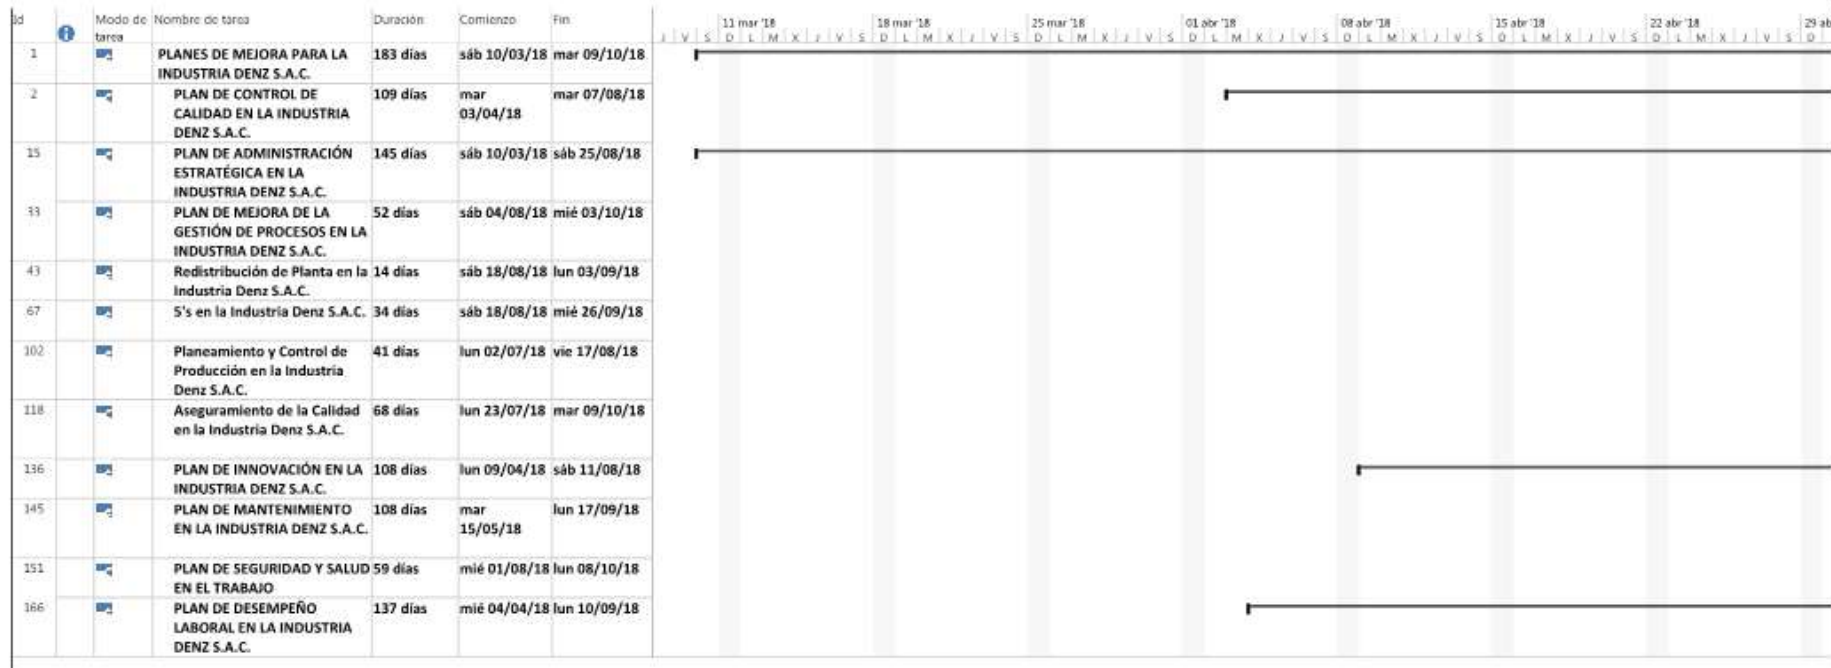 Id Modo de Nombre de tarea Duración Comienzo Fin 11 mar '18 18 mar '18 25 mar '18 01 abr '18 08 abr '18 15 abr '18 22 abr '18 29 ab
tarea J V S D L M X J V S D L M X J V S D L M X J V S D L M X J V S D L M X J V S D L M X J V S D L M X J V S D
1 PLANES DE MEJORA PARA LA 183 días sáb 10/03/18 mar 09/10/18
INDUSTRIA DENZ S.A.C.
2 PLAN DE CONTROL DE 109 días mar mar 07/08/18
CALIDAD EN LA INDUSTRIA 03/04/18
DENZ S.A.C.
15 PLAN DE ADMINISTRACIÓN 145 días sáb 10/03/18 sáb 25/08/18
ESTRATÉGICA EN LA
INDUSTRIA DENZ S.A.C.
33 PLAN DE MEJORA DE LA 52 días sáb 04/08/18 mié 03/10/18
GESTIÓN DE PROCESOS EN LA
INDUSTRIA DENZ S.A.C.
43 Redistribución de Planta en la 14 días sáb 18/08/18 lun 03/09/18
Industria Denz S.A.C.
67 5's en la Industria Denz S.A.C. 34 días sáb 18/08/18 mié 26/09/18
102 Planeamiento y Control de 41 días lun 02/07/18 vie 17/08/18
Producción en la Industria
Denz S.A.C.
118 Aseguramiento de la Calidad 68 días lun 23/07/18 mar 09/10/18
en la Industria Denz S.A.C.
136 PLAN DE INNOVACIÓN EN LA 108 días lun 09/04/18 sáb 11/08/18
INDUSTRIA DENZ S.A.C.
145 PLAN DE MANTENIMIENTO 108 días mar lun 17/09/18
EN LA INDUSTRIA DENZ S.A.C. 15/05/18
151 PLAN DE SEGURIDAD Y SALUD 59 días mié 01/08/18 lun 08/10/18
EN EL TRABAJO
166 PLAN DE DESEMPEÑO 137 días mié 04/04/18 lun 10/09/18
LABORAL EN LA INDUSTRIA
DENZ S.A.C.